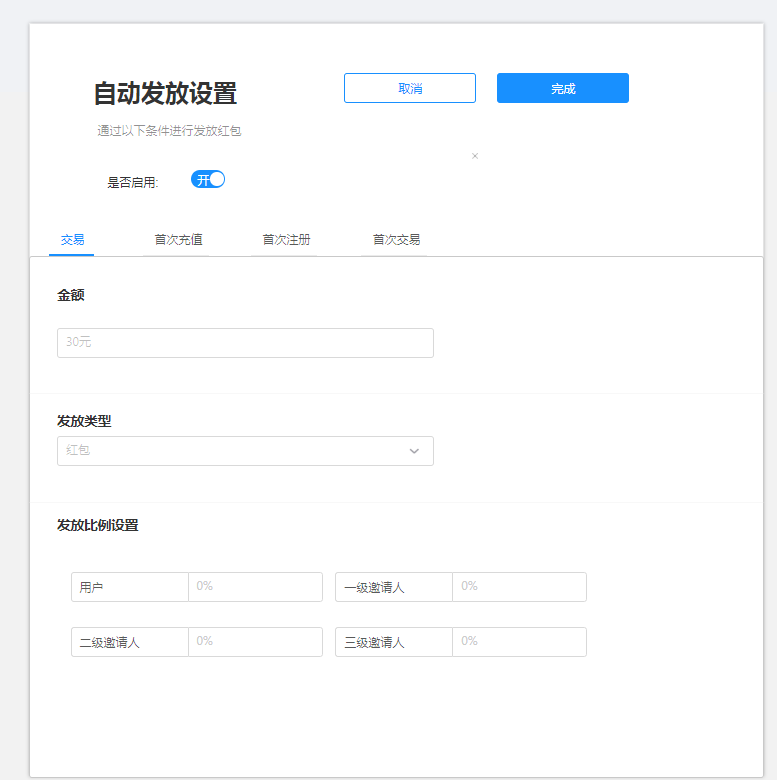 自动发放设置
取消
完成
通过以下条件进行发放红包
×
是否启用:
开
交易
首次充值
首次注册
首次交易
金额
30元
发放类型
红包
发放比例设置
用户
0%
一级邀请人
0%
二级邀请人
0%
三级邀请人
0%